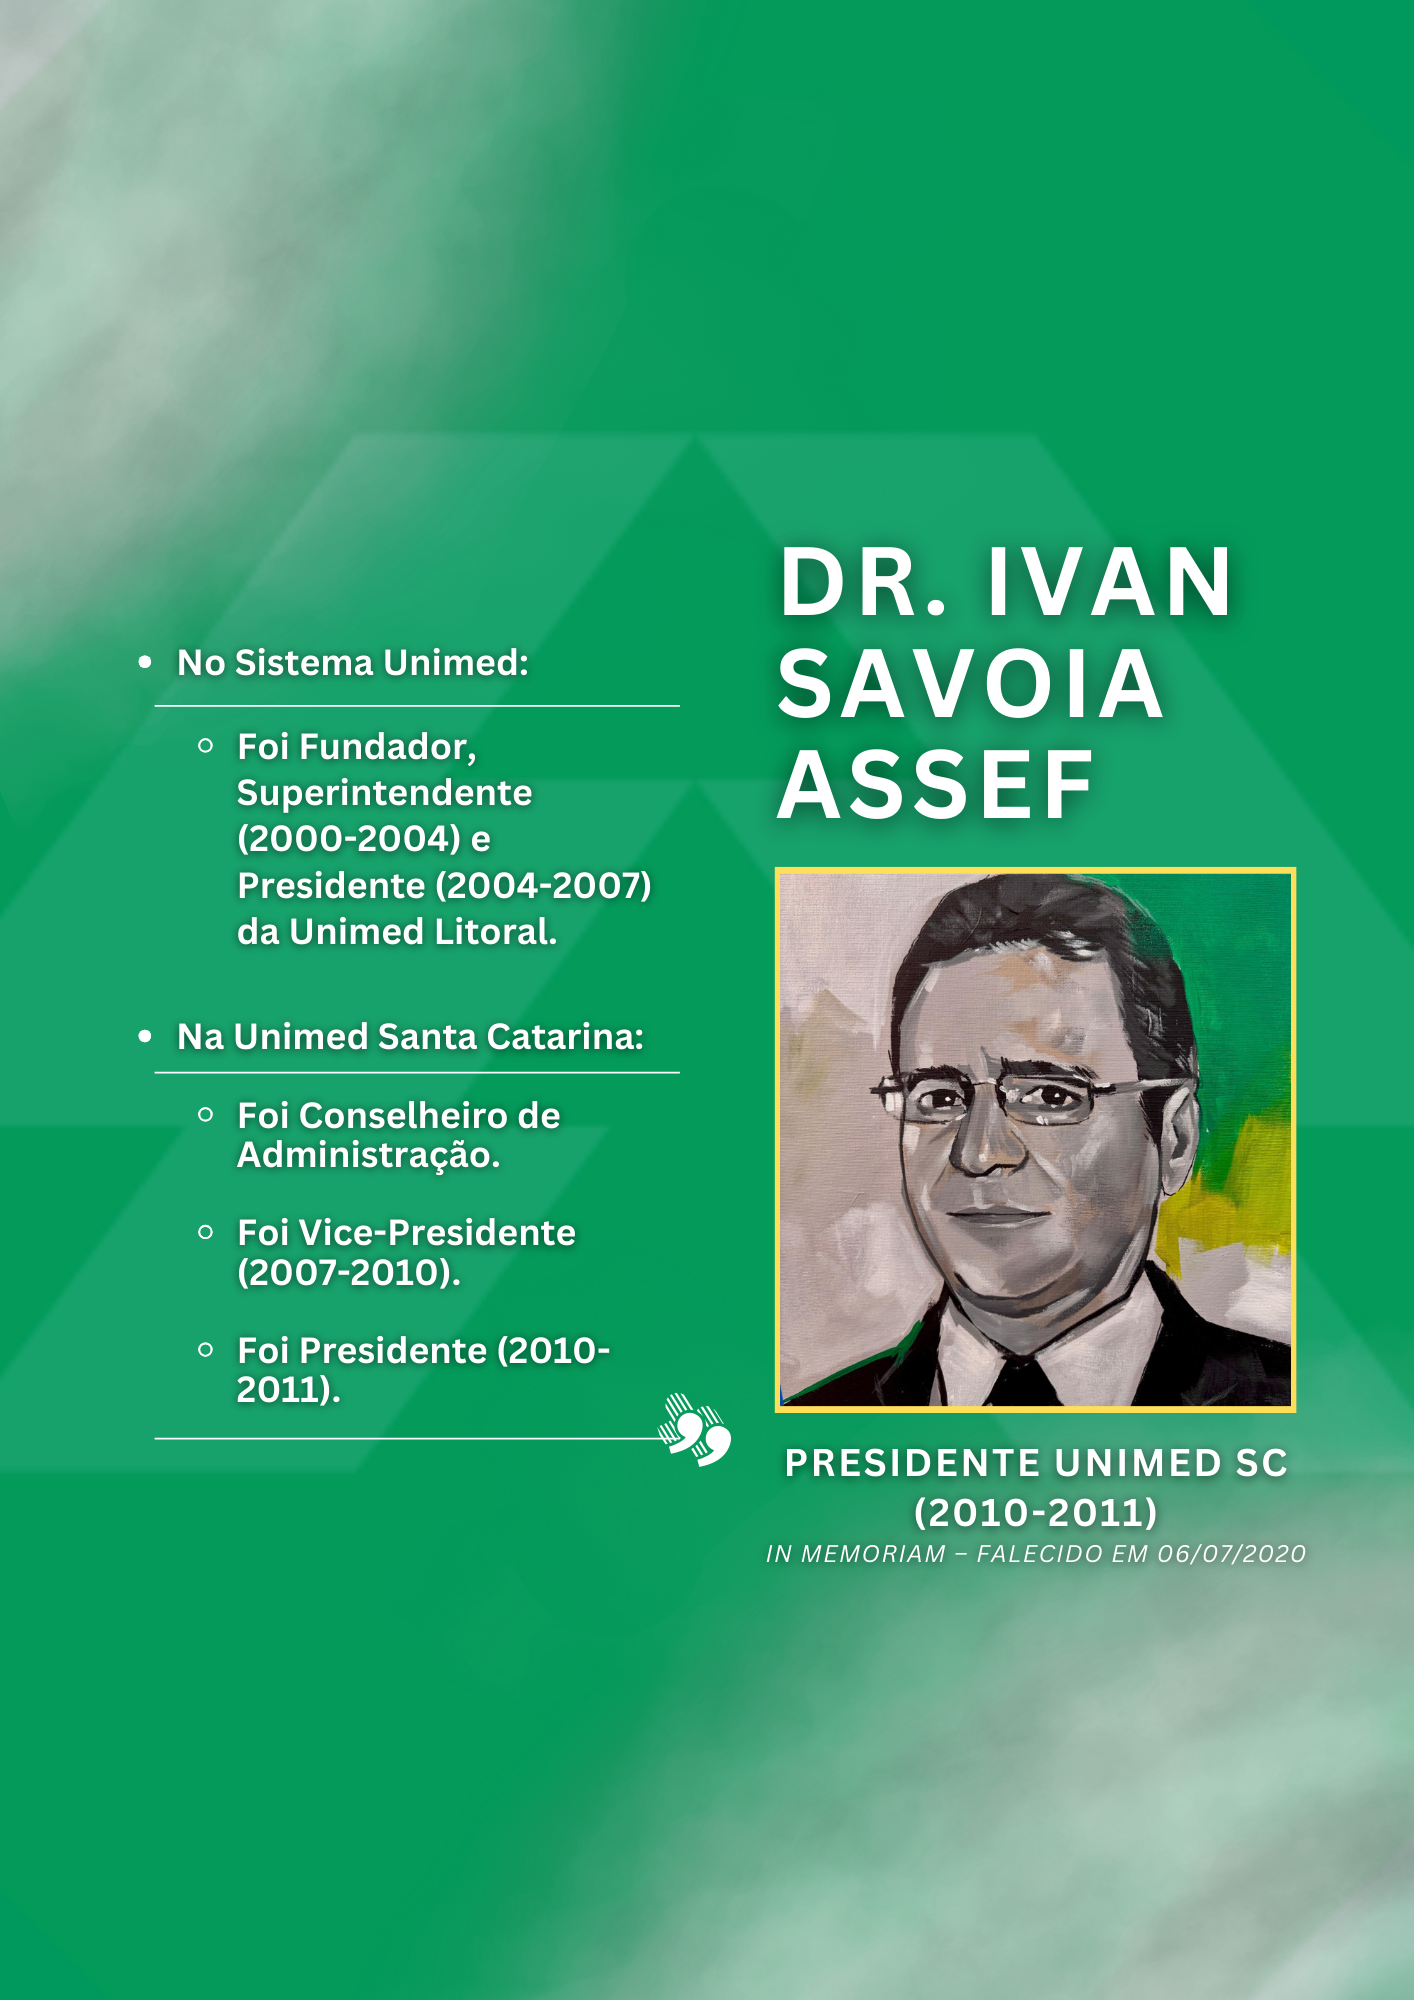 DR. IVAN
SAVOIA
ASSEF
No Sistema Unimed:
Foi Fundador,
Superintendente
(2000-2004) e
Presidente (2004-2007)
da Unimed Litoral.
Na Unimed Santa Catarina:
Foi Conselheiro de
Administração.
Foi Vice-Presidente
(2007-2010).
Foi Presidente (2010-
2011).
PRESIDENTE UNIMED SC
(2010-2011)
IN MEMORIAM – FALECIDO EM 06/07/2020